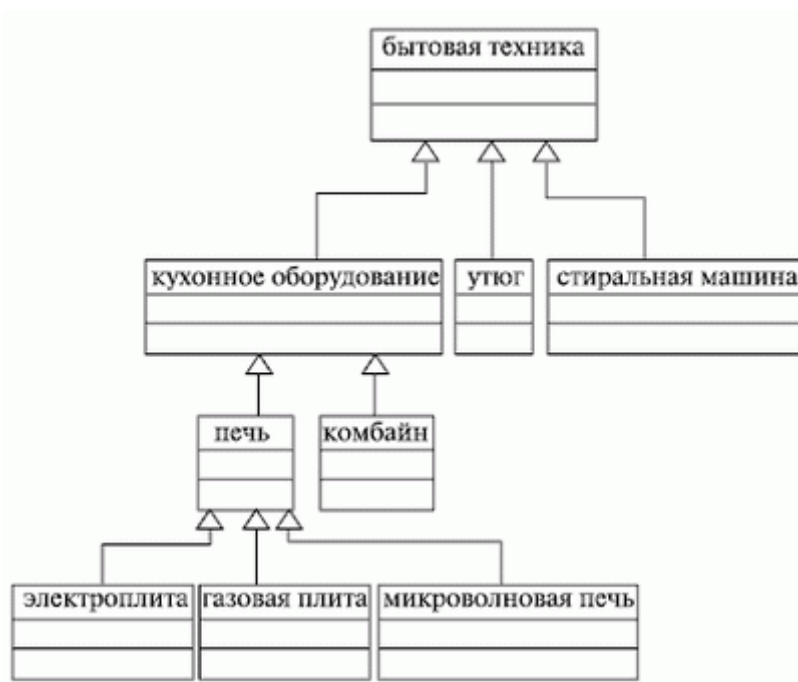 бытовая техника
кухонное оборудование
утюг
стиральная машина
печь
комбайн
электроплита
газовая плита
микроволновая печь